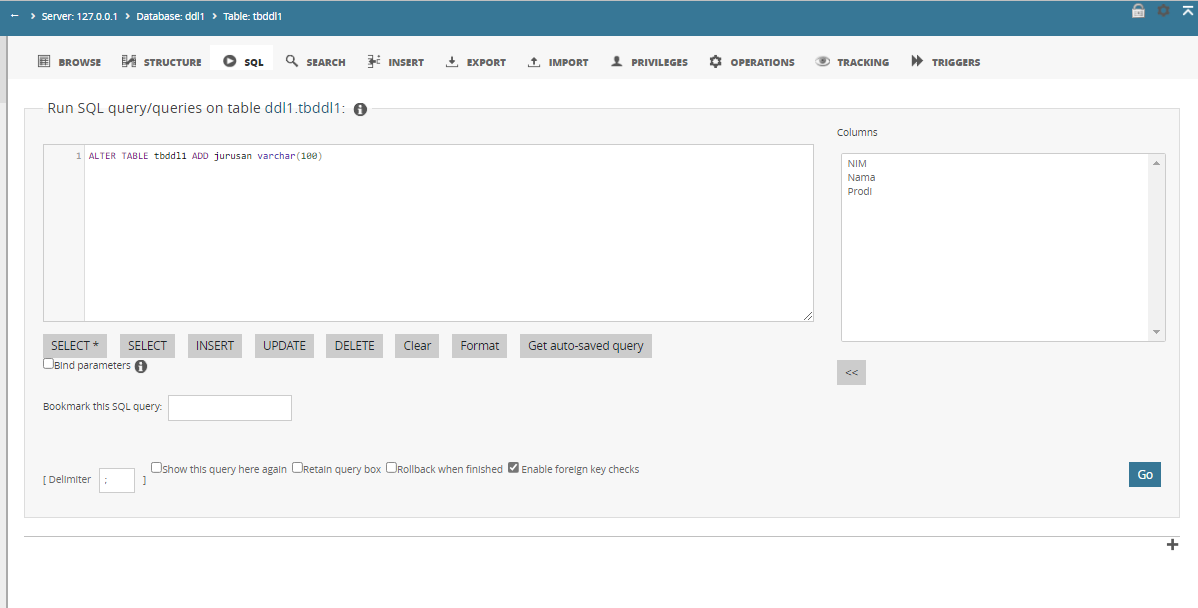 ← › Server: 127.0.0.1 › Database: ddl1 › Table: tbddl1
BROWSE STRUCTURE SQL SEARCH INSERT EXPORT IMPORT PRIVILEGES OPERATIONS TRACKING TRIGGERS
Run SQL query/queries on table ddl1.tbddl1:
1 ALTER TABLE tbddl1 ADD jurusan varchar(100)
Columns
NIM
Nama
Prodi
SELECT * SELECT INSERT UPDATE DELETE Clear Format Get auto-saved query
<<
Bind parameters
Bookmark this SQL query:
[ Delimiter ; ] Show this query here again Retain query box Rollback when finished Enable foreign key checks
Go